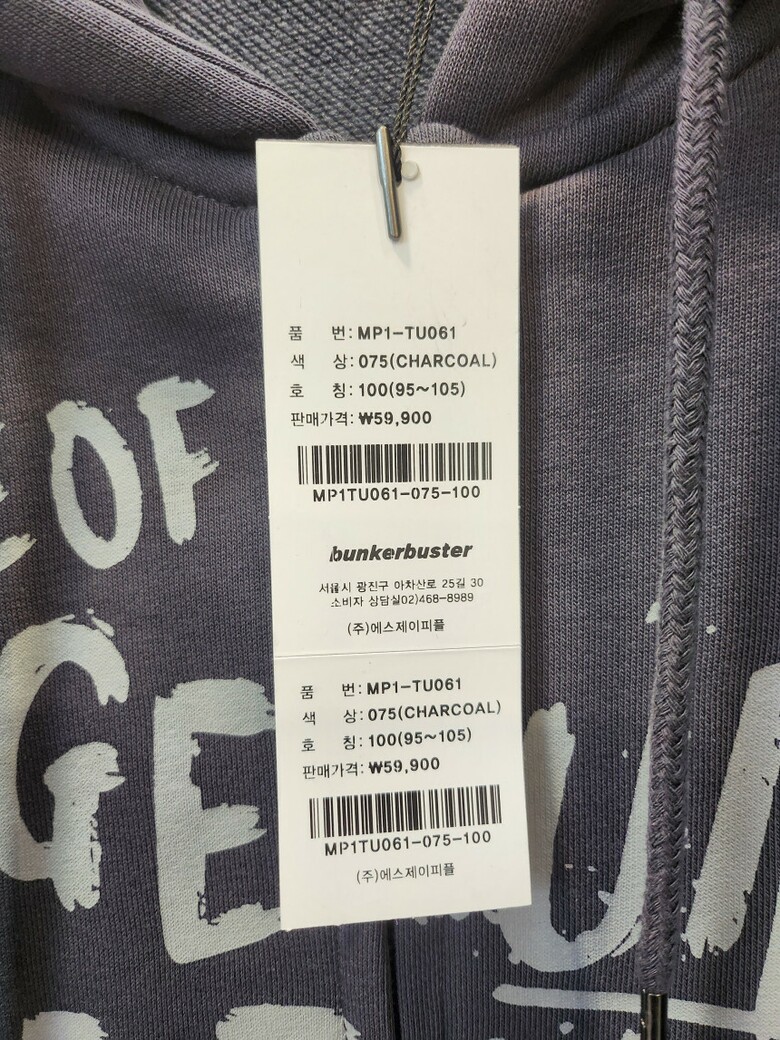 품 번: MP1-TU061
색 상: 075(CHARCOAL)
호 칭: 100(95~105)
판매가격: ₩59,900
MP1TU061-075-100
bunkerbuster
서울시 광진구 아차산로 25길 30
소비자 상담실02)468-8989
(주)에스제이피플
품 번: MP1-TU061
색 상: 075(CHARCOAL)
호 칭: 100(95~105)
판매가격: ₩59,900
MP1TU061-075-100
(주)에스제이피플
OF
GE